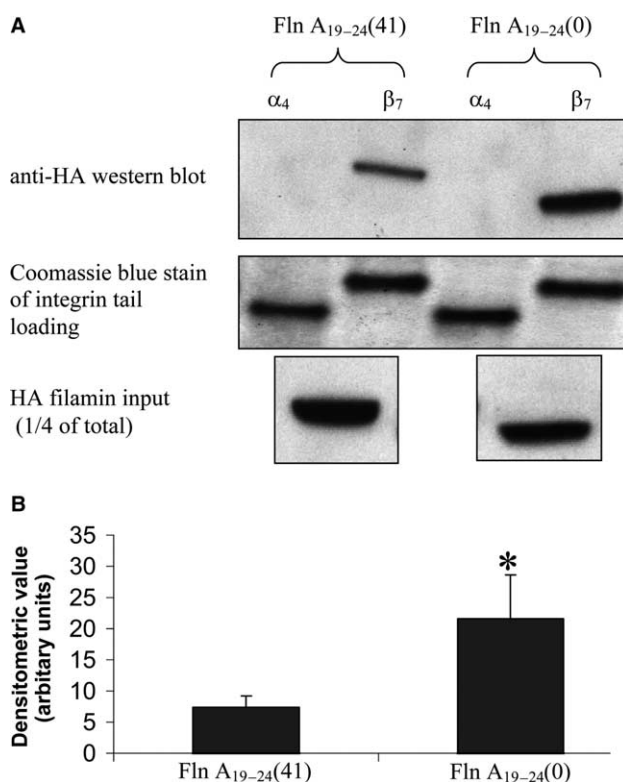 A
Fln A₁₉₋₂₄(41) Fln A₁₉₋₂₄(0)
α₄ β₇ α₄ β₇
anti-HA western blot
Coomassie blue stain
of integrin tail
loading
HA filamin input
(1/4 of total)
B
Densitometric value
(arbitary units)
35
30
25
20
15
10
5
0
*
Fln A₁₉₋₂₄(41) Fln A₁₉₋₂₄(0)